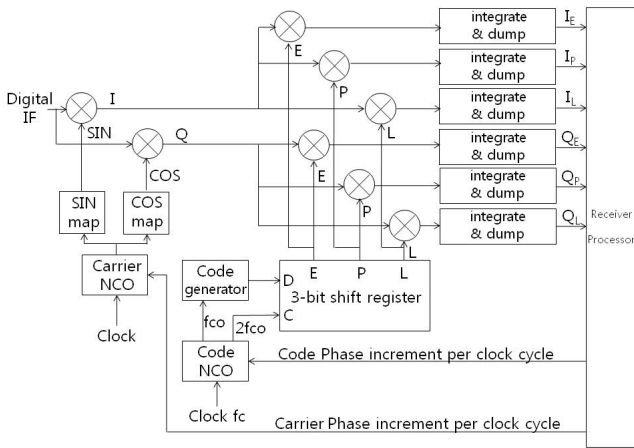 integrate
& dump
I_E
E
integrate
& dump
I_P
P
Digital
IF
I
integrate
& dump
I_L
SIN
L
Q
integrate
& dump
Q_E
COS
E
integrate
& dump
Q_P
SIN
map
COS
map
P
integrate
& dump
Q_L
Receiver
Processor
L
Carrier
NCO
Code
generator
E
P
L
D
3-bit shift register
C
fco
2fco
Clock
Code
NCO
Code Phase increment per clock cycle
Clock fc
Carrier Phase increment per clock cycle